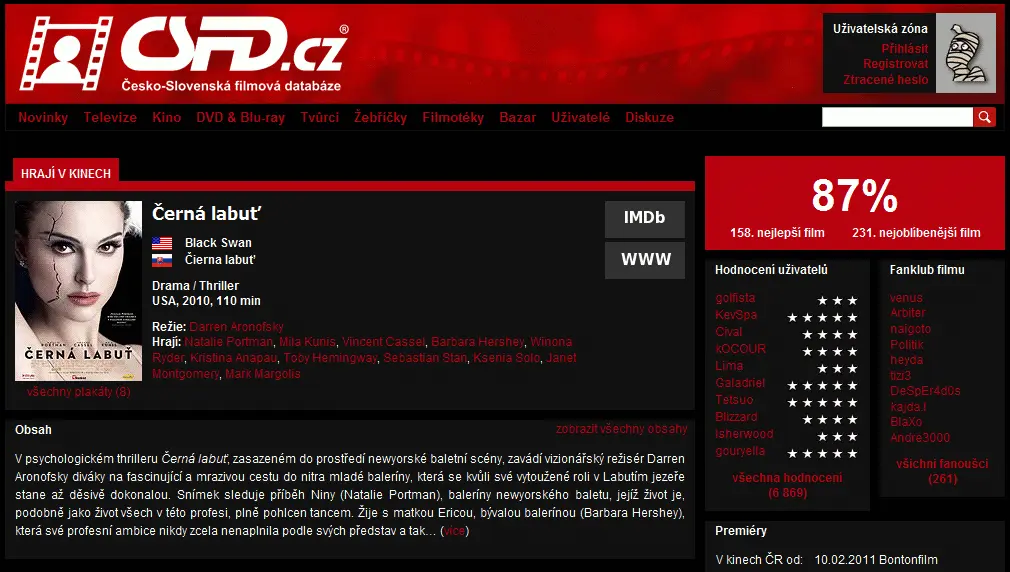 ČSFD.cz®
Česko-Slovenská filmová databáze
Uživatelská zóna
Přihlásit
Registrovat
Ztracené heslo
Novinky Televize Kino DVD & Blu-ray Tvůrci Žebříčky Filmotéky Bazar Uživatelé Diskuze
HRAJÍ V KINECH
Černá labuť
Black Swan
Čierna labuť
Drama / Thriller
USA, 2010, 110 min
Režie: Darren Aronofsky
Hrají: Natalie Portman, Mila Kunis, Vincent Cassel, Barbara Hershey, Winona
Ryder, Kristina Anapau, Toby Hemingway, Sebastian Stan, Ksenia Solo, Janet
Montgomery, Mark Margolis
IMDb
WWW
PORTMAN CASSEL KUNIS
ČERNÁ LABUŤ
všechny plakáty (8)
Obsah
zobrazit všechny obsahy
V psychologickém thrilleru Černá labuť, zasazeném do prostředí newyorské baletní scény, zavádí vizionářský režisér Darren
Aronofsky diváky na fascinující a mrazivou cestu do nitra mladé baleríny, která se kvůli své vytoužené roli v Labutím jezeře
stane až děsivě dokonalou. Snímek sleduje příběh Niny (Natalie Portman), baleríny newyorského baletu, jejíž život je,
podobně jako život všech v této profesi, plně pohlcen tancem. Žije s matkou Ericou, bývalou balerínou (Barbara Hershey),
která své profesní ambice nikdy zcela nenaplnila podle svých představ a tak... (více)
87%
158. nejlepší film 231. nejoblíbenější film
Hodnocení uživatelů
golfista ★★★
KevSpa ★★★★★
Cival ★★★★
kOCOUR ★★★★
Lima ★★★
Galadriel ★★★★★
Tetsuo ★★★★★
Blizzard ★★★★
Isherwood ★★★
gouryella ★★★★★
všechna hodnocení
(6 869)
Fanklub filmu
venus
Arbiter
naigoto
Politik
heyda
tizi3
DeSpEr4d0s
kajda.l
BlaXo
Andre3000
všichni fanoušci
(261)
Premiéry
V kinech ČR od: 10.02.2011 Bontonfilm